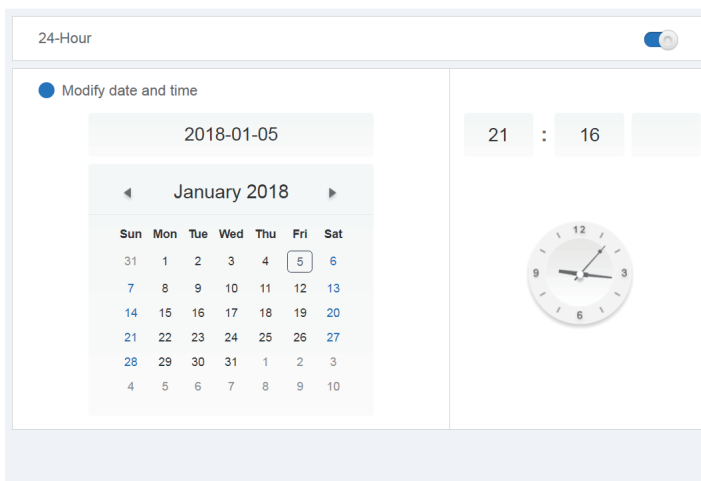 24-Hour
Modify date and time
2018-01-05
21 : 16
January 2018
Sun Mon Tue Wed Thu Fri Sat
31 1 2 3 4 5 6
7 8 9 10 11 12 13
14 15 16 17 18 19 20
21 22 23 24 25 26 27
28 29 30 31 1 2 3
4 5 6 7 8 9 10
12
9 3
6